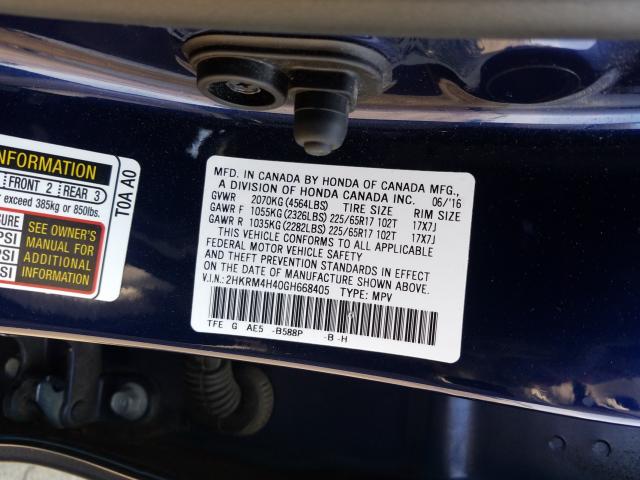 INFORMATION
FRONT 2 REAR 3
exceed 385kg or 850lbs.
SEE OWNER'S
MANUAL FOR
ADDITIONAL
INFORMATION
PSI
PSI
SI
TOA A0
MFD. IN CANADA BY HONDA OF CANADA MFG.,
A DIVISION OF HONDA CANADA INC. 06/16
GVWR 2070KG (4564LBS) TIRE SIZE RIM SIZE
GAWR F 1055KG (2326LBS) 225/65R17 102T 17X7J
GAWR R 1035KG (2282LBS) 225/65R17 102T 17X7J
THIS VEHICLE CONFORMS TO ALL APPLICABLE
FEDERAL MOTOR VEHICLE SAFETY
AND THEFT PREVENTION STANDARDS IN EFFECT
ON THE DATE OF MANUFACTURE SHOWN ABOVE.
V.I.N.: 2HKRM4H40GH668405 TYPE: MPV
TFE G AE5 -B588P -B -H